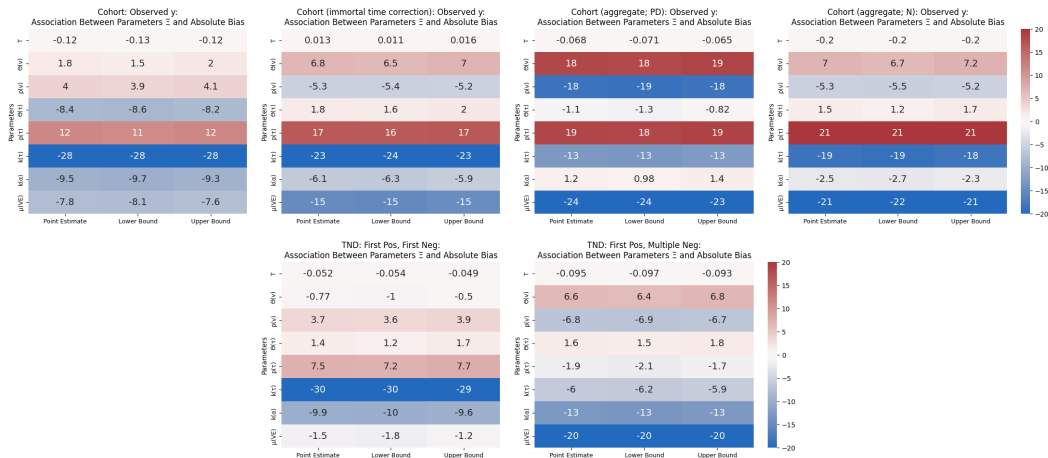 Cohort: Observed y:
Association Between Parameters Ξ and Absolute Bias
Parameters
T -0.12 -0.13 -0.12
Θ(v) 1.8 1.5 2
p(v) 4 3.9 4.1
Θ(τ) -8.4 -8.6 -8.2
p(τ) 12 11 12
k(τ) -28 -28 -28
k(o) -9.5 -9.7 -9.3
μ(VE) -7.8 -8.1 -7.6
Point Estimate Lower Bound Upper Bound
Cohort (immortal time correction): Observed y:
Association Between Parameters Ξ and Absolute Bias
T 0.013 0.011 0.016
Θ(v) 6.8 6.5 7
p(v) -5.3 -5.4 -5.2
Θ(τ) 1.8 1.6 2
p(τ) 17 16 17
k(τ) -23 -24 -23
k(o) -6.1 -6.3 -5.9
μ(VE) -15 -15 -15
Parameters
Point Estimate Lower Bound Upper Bound
Cohort (aggregate; PD): Observed y:
Association Between Parameters Ξ and Absolute Bias
T -0.068 -0.071 -0.065
Θ(v) 18 18 19
p(v) -18 -19 -18
Θ(τ) -1.1 -1.3 -0.82
p(τ) 19 18 19
k(τ) -13 -13 -13
k(o) 1.2 0.98 1.4
μ(VE) -24 -24 -23
Parameters
Point Estimate Lower Bound Upper Bound
Cohort (aggregate; N): Observed y:
Association Between Parameters Ξ and Absolute Bias
T -0.2 -0.2 -0.2
Θ(v) 7 6.7 7.2
p(v) -5.3 -5.5 -5.2
Θ(τ) 1.5 1.2 1.7
p(τ) 21 21 21
k(τ) -19 -19 -18
k(o) -2.5 -2.7 -2.3
μ(VE) -21 -22 -21
Parameters
Point Estimate Lower Bound Upper Bound
20
15
10
5
0
-5
-10
-15
-20
TND: First Pos, First Neg:
Association Between Parameters Ξ and Absolute Bias
T -0.052 -0.054 -0.049
Θ(v) -0.77 -1 -0.5
p(v) 3.7 3.6 3.9
Θ(τ) 1.4 1.2 1.7
p(τ) 7.5 7.2 7.7
k(τ) -30 -30 -29
k(o) -9.9 -10 -9.6
μ(VE) -1.5 -1.8 -1.2
Parameters
Point Estimate Lower Bound Upper Bound
TND: First Pos, Multiple Neg:
Association Between Parameters Ξ and Absolute Bias
T -0.095 -0.097 -0.093
Θ(v) 6.6 6.4 6.8
p(v) -6.8 -6.9 -6.7
Θ(τ) 1.6 1.5 1.8
p(τ) -1.9 -2.1 -1.7
k(τ) -6 -6.2 -5.9
k(o) -13 -13 -13
μ(VE) -20 -20 -20
Parameters
Point Estimate Lower Bound Upper Bound
20
15
10
5
0
-5
-10
-15
-20